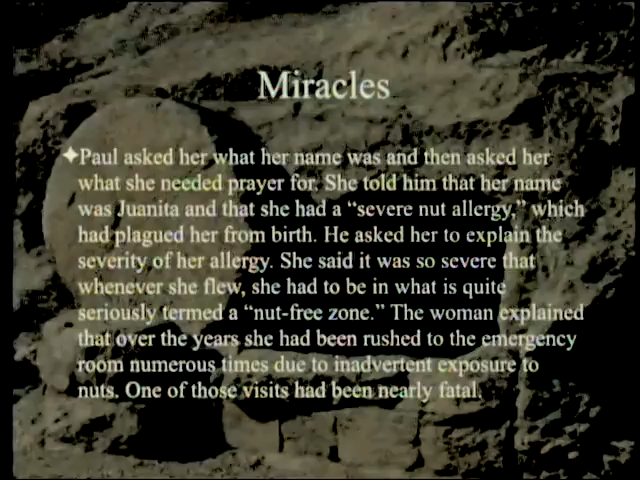 Miracles
✦Paul asked her what her name was and then asked her
what she needed prayer for. She told him that her name
was Juanita and that she had a “severe nut allergy,” which
had plagued her from birth. He asked her to explain the
severity of her allergy. She said it was so severe that
whenever she flew, she had to be in what is quite
seriously termed a “nut-free zone.” The woman explained
that over the years she had been rushed to the emergency
room numerous times due to inadvertent exposure to
nuts. One of those visits had been nearly fatal.